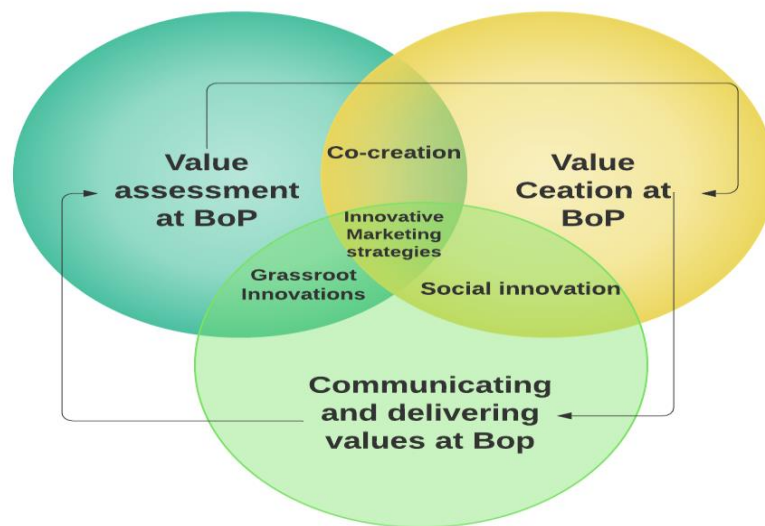 Value
assessment
at BoP
Co-creation
Value
Ceation at
BoP
Innovative
Marketing
strategies
Grassroot
Innovations
Social innovation
Communicating
and delivering
values at Bop